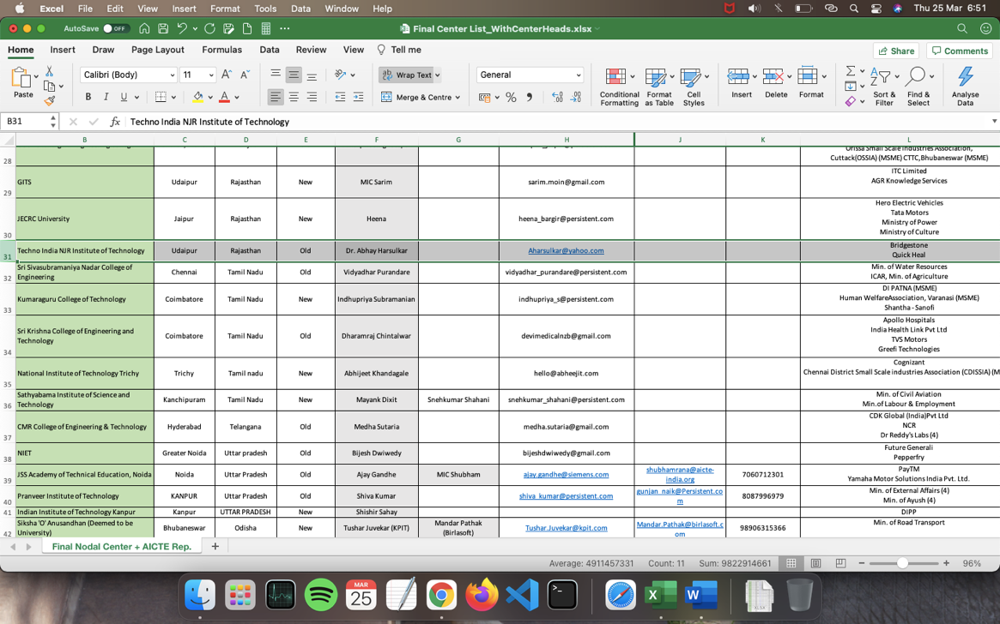 Excel File Edit View Insert Format Tools Data Window Help Thu 25 Mar 6:51
AutoSave OFF Final Center List_WithCenterHeads.xlsx
Home Insert Draw Page Layout Formulas Data Review View Tell me Share Comments
Paste Calibri (Body) 11 Wrap Text General Conditional Formatting Format as Table Cell Styles Insert Delete Format Sort & Filter Find & Select Analyse Data
B I U Merge & Centre
B31 fx Techno India NJR Institute of Technology
B C D E F G H J K L
28 Orissa Small Scale Industries Association,
Cuttack(OSSIA) (MSME) CTTC,Bhubaneswar (MSME)
29 GITS Udaipur Rajasthan New MIC Sarim sarim.moin@gmail.com ITC Limited
AGR Knowledge Services
30 JECRC University Jaipur Rajasthan New Heena heena_bargir@persistent.com Hero Electric Vehicles
Tata Motors
Ministry of Power
Ministry of Culture
31 Techno India NJR Institute of Technology Udaipur Rajasthan Old Dr. Abhay Harsulkar Aharsulkar@yahoo.com Bridgestone
Quick Heal
32 Sri Sivasubramaniya Nadar College of Engineering Chennai Tamil Nadu Old Vidyadhar Purandare vidyadhar_purandare@persistent.com Min. of Water Resources
ICAR, Min. of Agriculture
33 Kumaraguru College of Technology Coimbatore Tamil Nadu New Indhupriya Subramanian indhupriya_s@persistent.com DI PATNA (MSME)
Human WelfareAssociation, Varanasi (MSME)
Shantha - Sanofi
34 Sri Krishna College of Engineering and Technology Coimbatore Tamil Nadu Old Dharamraj Chintalwar devimedicalnzb@gmail.com Apollo Hospitals
India Health Link Pvt Ltd
TVS Motors
Greefi Technologies
35 National Institute of Technology Trichy Trichy Tamil nadu New Abhijeet Khandagale hello@abheejit.com Cognizant
Chennai District Small Scale industries Association (CDISSIA) (M
36 Sathyabama Institute of Science and Technology Kanchipuram Tamil Nadu New Mayank Dixit Snehkumar Shahani snehkumar_shahani@persistent.com Min. of Civil Aviation
Min.of Labour & Employment
37 CMR College of Engineering & Technology Hyderabad Telangana Old Medha Sutaria medha.sutaria@gmail.com CDK Global (India)Pvt Ltd
NCR
Dr Reddy's Labs (4)
38 NIET Greater Noida Uttar pradesh Old Bijesh Dwiwedy bijeshdwiwedy@gmail.com Future Generali
Pepperfry
39 JSS Academy of Technical Education, Noida Noida Uttar Pradesh Old Ajay Gandhe MIC Shubham ajay.gandhe@siemens.com shubhamrana@aicte-india.org 7060712301 PayTM
Yamaha Motor Solutions India Pvt. Ltd.
40 Pranveer Institute of Technology KANPUR Uttar Pradesh Old Shiva Kumar shiva_kumar@persistent.com gunjan_naik@Persistent.com 8087996979 Min. of External Affairs (4)
Min. of Ayush (4)
41 Indian Institute of Technology Kanpur Kanpur UTTAR PRADESH New Shishir Sahay DIPP
42 Siksha 'O' Anusandhan (Deemed to be University) Bhubaneswar Odisha New Tushar Juvekar (KPIT) Mandar Pathak (Birlasoft) Tushar.Juvekar@kpit.com Mandar.Pathak@birlasoft.com 98906315366 Min. of Road Transport
Final Nodal Center + AICTE Rep.
Average: 4911457331 Count: 11 Sum: 9822914661 96%
MAR
25